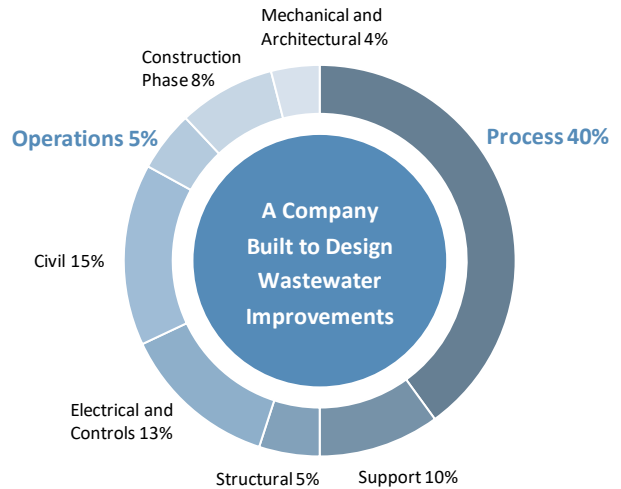 Mechanical and
Architectural 4%
Construction
Phase 8%
Operations 5%
Process 40%
A Company
Built to Design
Wastewater
Improvements
Civil 15%
Electrical and
Controls 13%
Structural 5%
Support 10%